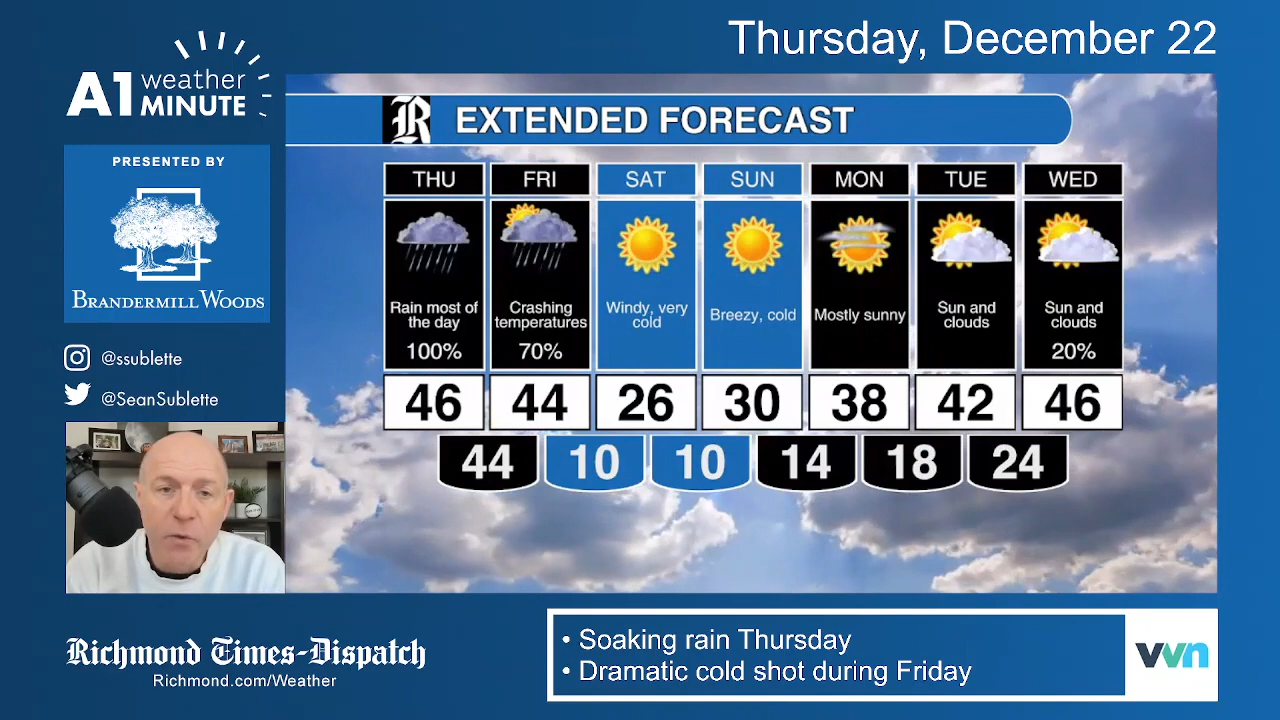 Thursday, December 22
A1 weather
MINUTE
PRESENTED BY
BRANDERMILL WOODS
@ssublette
@SeanSublette
R EXTENDED FORECAST
THU FRI SAT SUN MON TUE WED
Rain most of the day
100%
Crashing temperatures
70%
Windy, very cold
Breezy, cold
Mostly sunny
Sun and clouds
Sun and clouds
20%
46 44 26 30 38 42 46
44 10 10 14 18 24
Richmond Times-Dispatch
Richmond.com/Weather
• Soaking rain Thursday
• Dramatic cold shot during Friday
vvn